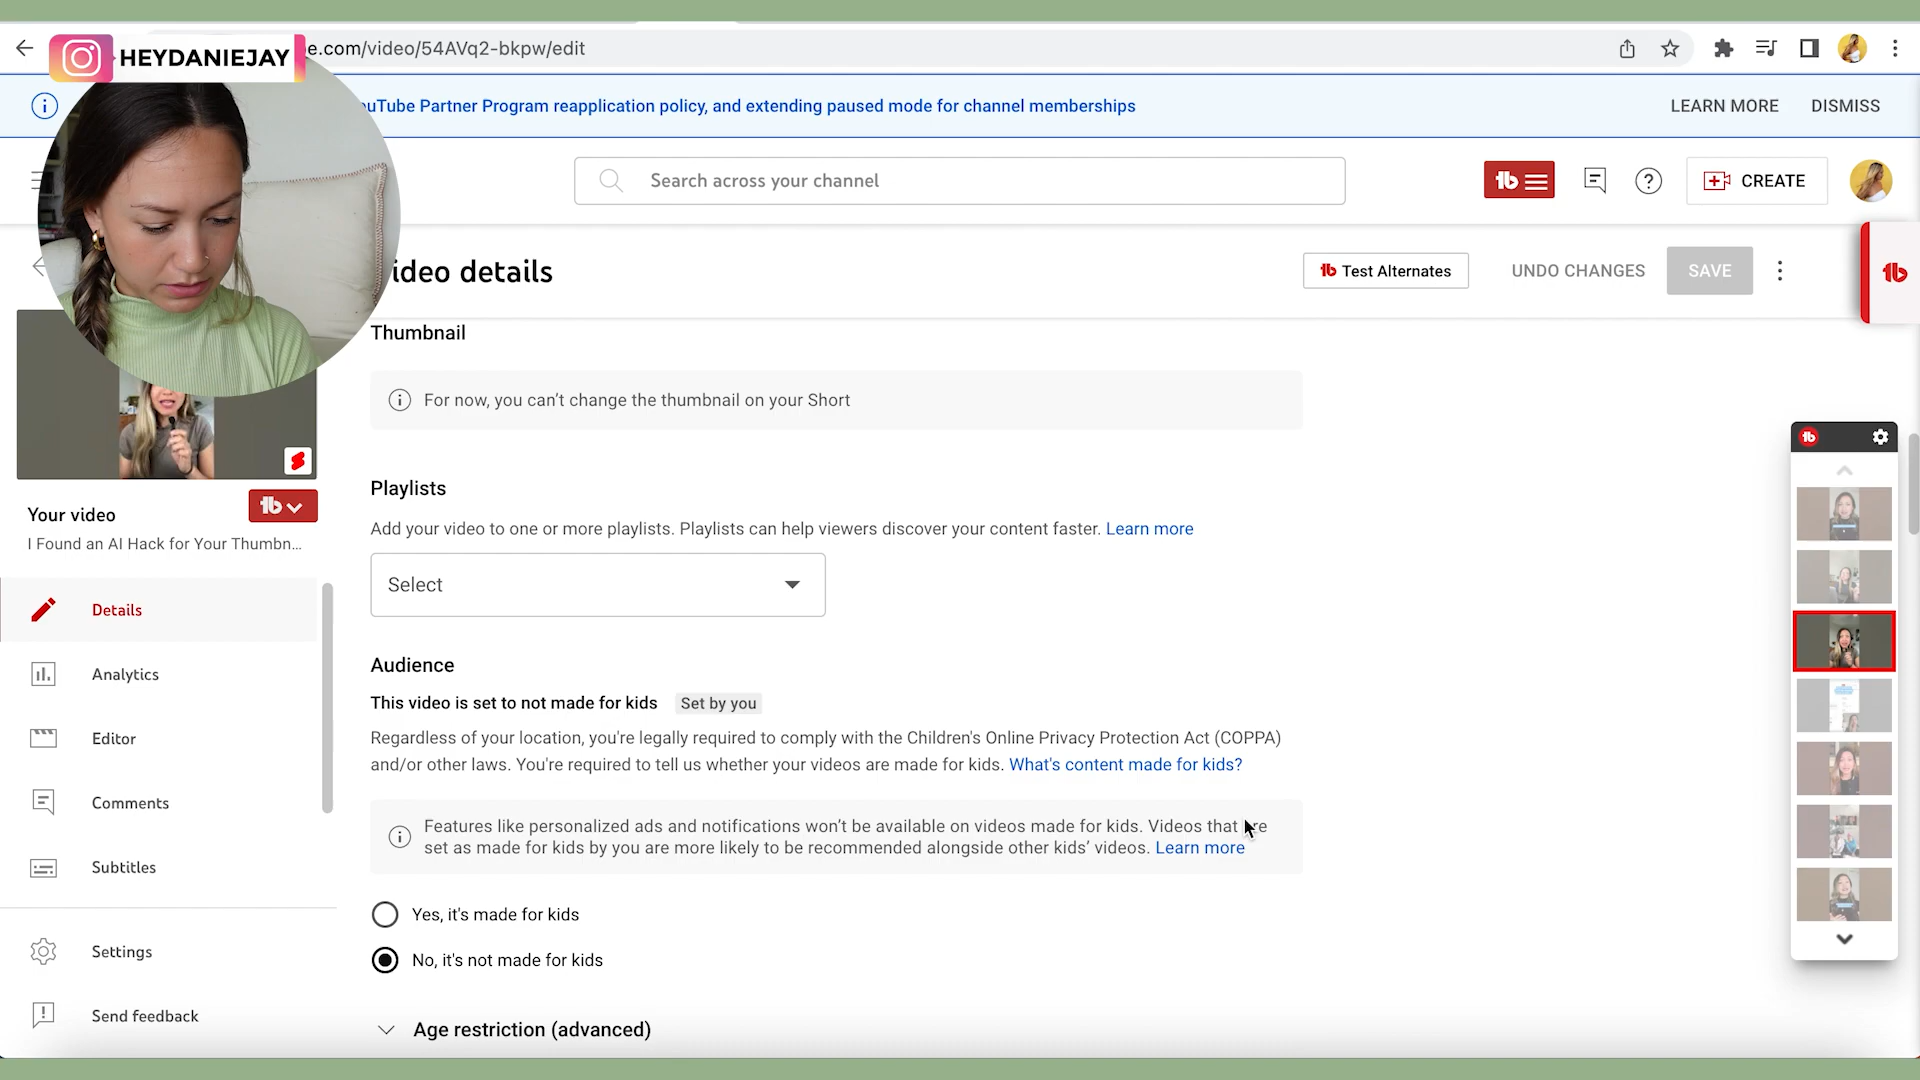 HEYDANIEJAY
e.com/video/54AVq2-bkpw/edit
uTube Partner Program reapplication policy, and extending paused mode for channel memberships
LEARN MORE
DISMISS
Search across your channel
CREATE
ideo details
Test Alternates
UNDO CHANGES
SAVE
Thumbnail
For now, you can't change the thumbnail on your Short
Playlists
Add your video to one or more playlists. Playlists can help viewers discover your content faster. Learn more
Select
Your video
I Found an AI Hack for Your Thumbn...
Details
Analytics
Editor
Comments
Subtitles
Settings
Send feedback
Audience
This video is set to not made for kids Set by you
Regardless of your location, you're legally required to comply with the Children's Online Privacy Protection Act (COPPA)
and/or other laws. You're required to tell us whether your videos are made for kids. What's content made for kids?
Features like personalized ads and notifications won't be available on videos made for kids. Videos that re
set as made for kids by you are more likely to be recommended alongside other kids' videos. Learn more
Yes, it's made for kids
No, it's not made for kids
Age restriction (advanced)